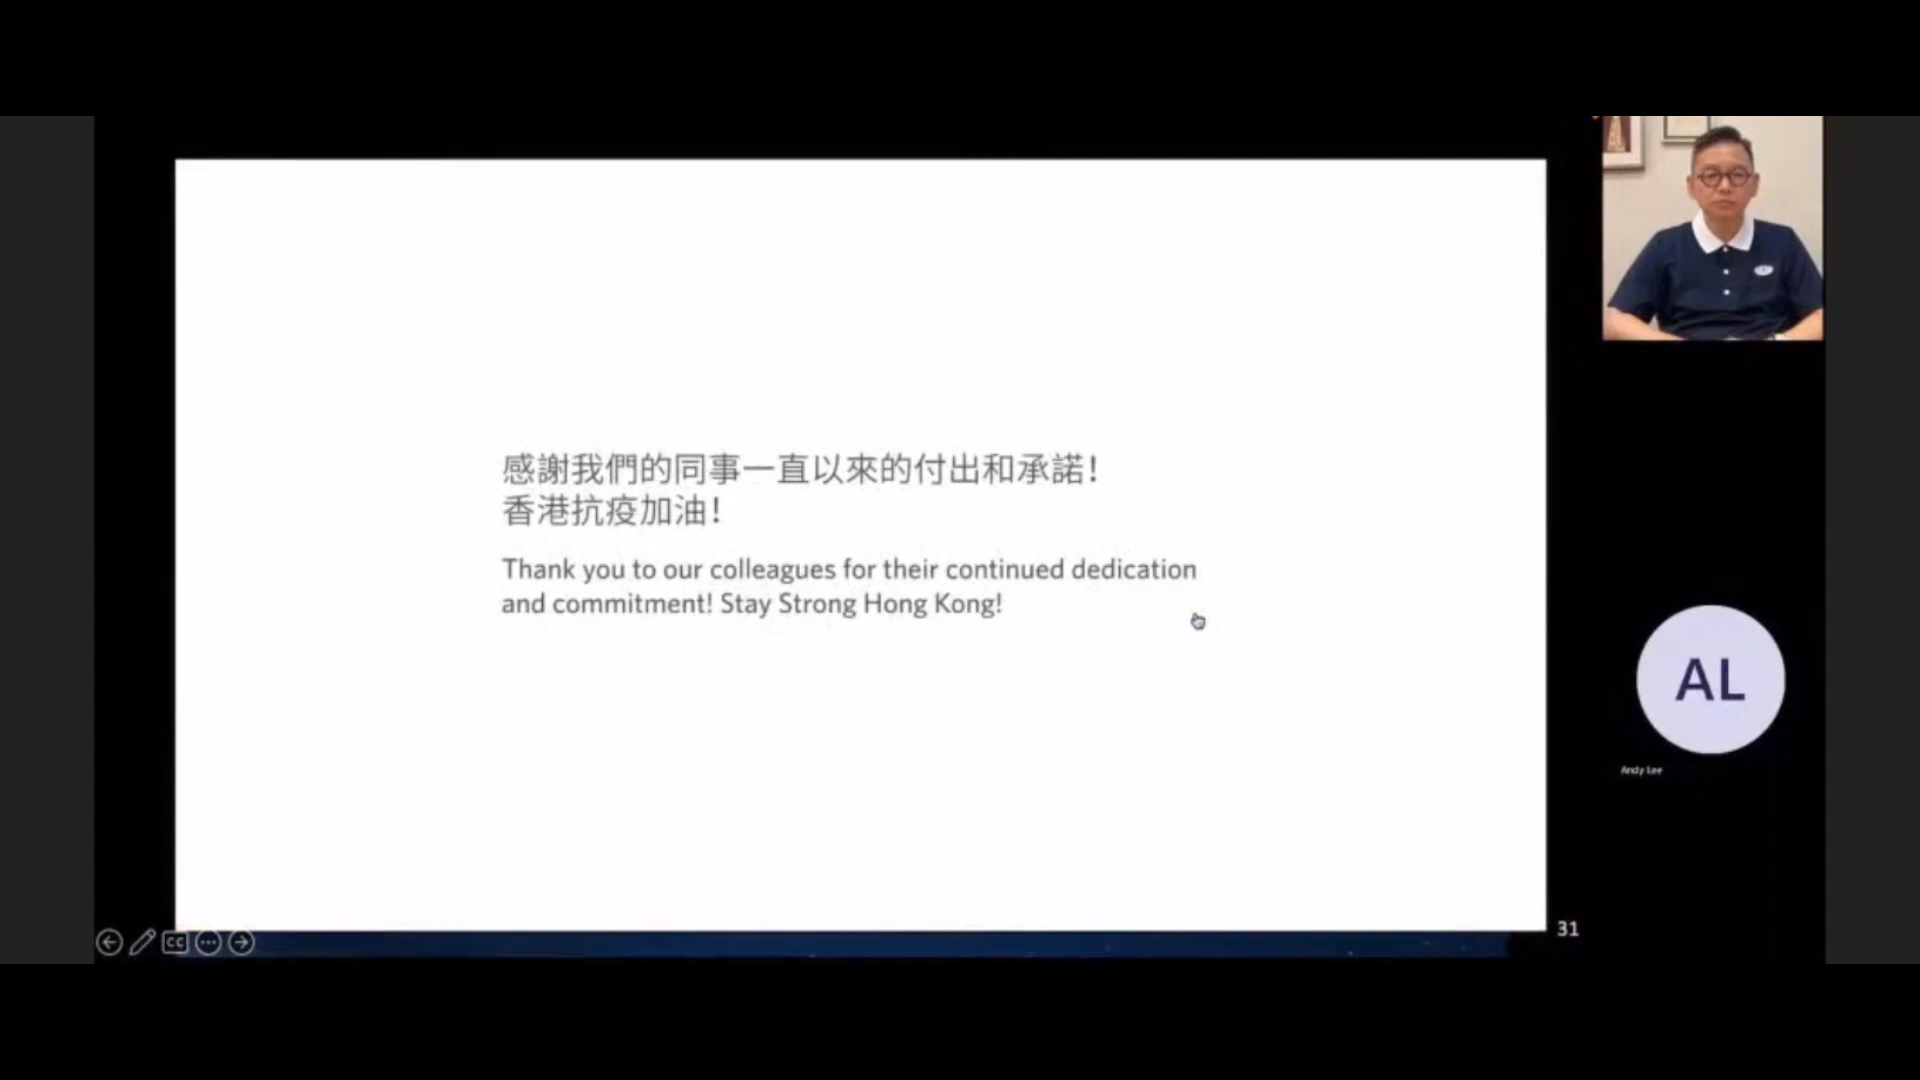 感謝我們的同事一直以來的付出和承諾!
香港抗疫加油!
Thank you to our colleagues for their continued dedication
and commitment! Stay Strong Hong Kong!
AL
Andy Lee
31
CC